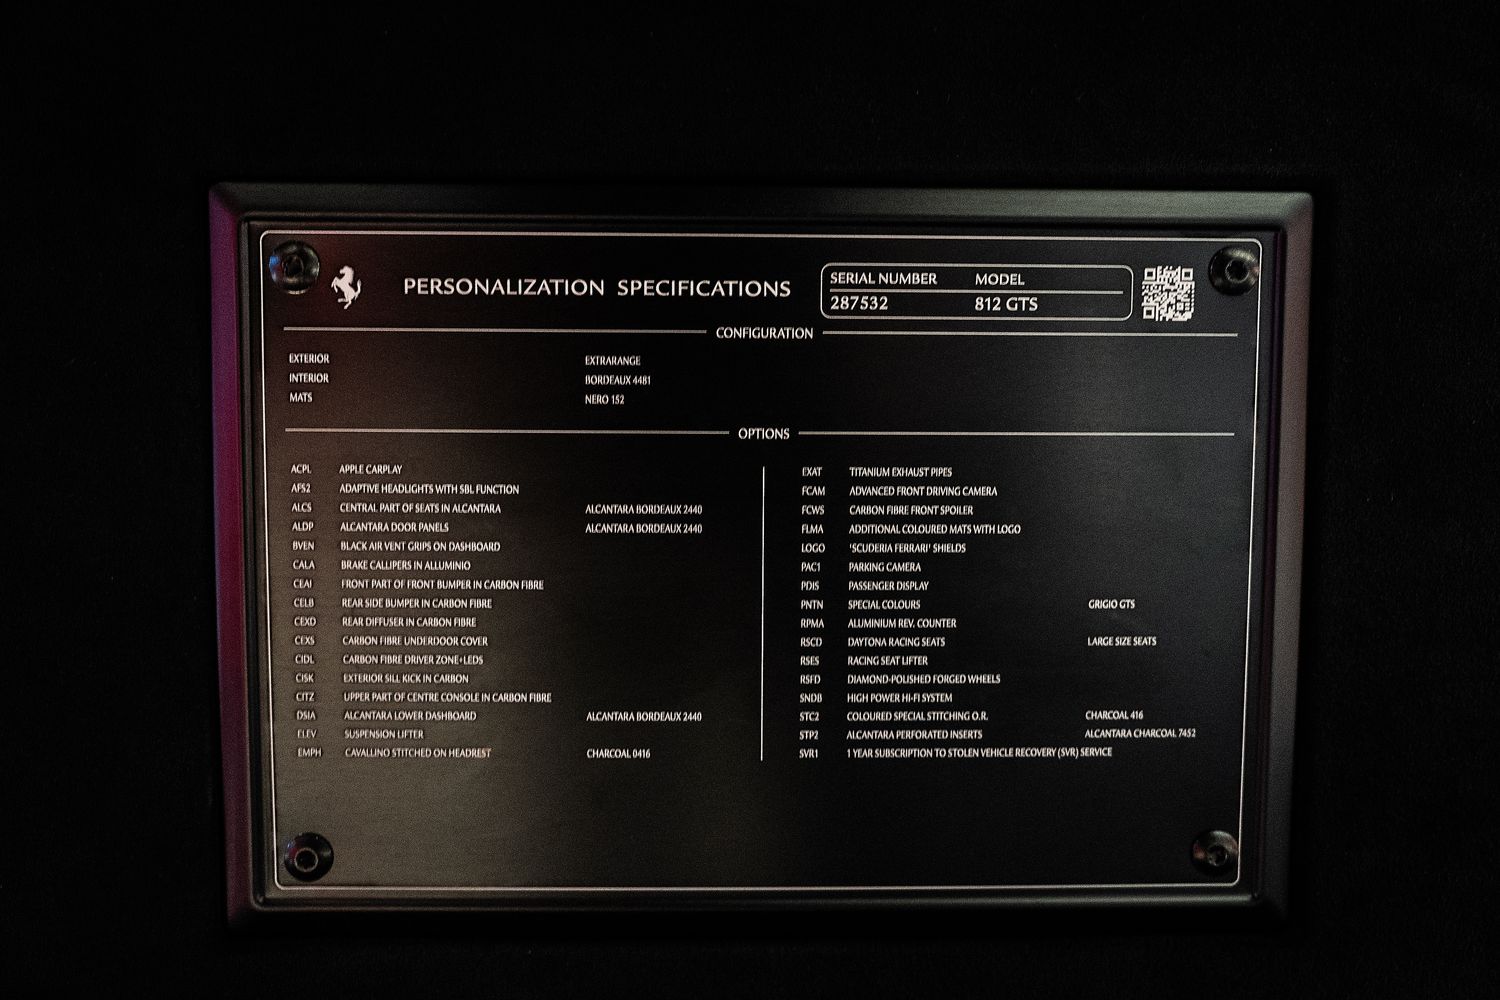 PERSONALIZATION SPECIFICATIONS
SERIAL NUMBER MODEL
287532 812 GTS
CONFIGURATION
EXTERIOR EXTRARANGE
INTERIOR BORDEAUX 4481
MATS NERO 152
OPTIONS
ACPL APPLE CARPLAY
AFS2 ADAPTIVE HEADLIGHTS WITH SBL FUNCTION
ALCS CENTRAL PART OF SEATS IN ALCANTARA ALCANTARA BORDEAUX 2440
ALDP ALCANTARA DOOR PANELS ALCANTARA BORDEAUX 2440
BVEN BLACK AIR VENT GRIPS ON DASHBOARD
CALA BRAKE CALLIPERS IN ALLUMINIO
CEAI FRONT PART OF FRONT BUMPER IN CARBON FIBRE
CELB REAR SIDE BUMPER IN CARBON FIBRE
CEXD REAR DIFFUSER IN CARBON FIBRE
CEXS CARBON FIBRE UNDERDOOR COVER
CIDL CARBON FIBRE DRIVER ZONE+LEDS
CISK EXTERIOR SILL KICK IN CARBON
CITZ UPPER PART OF CENTRE CONSOLE IN CARBON FIBRE
DSIA ALCANTARA LOWER DASHBOARD ALCANTARA BORDEAUX 2440
ELEV SUSPENSION LIFTER
EMPH CAVALLINO STITCHED ON HEADREST CHARCOAL 0416
EXAT TITANIUM EXHAUST PIPES
FCAM ADVANCED FRONT DRIVING CAMERA
FCWS CARBON FIBRE FRONT SPOILER
FLMA ADDITIONAL COLOURED MATS WITH LOGO
LOGO 'SCUDERIA FERRARI' SHIELDS
PAC1 PARKING CAMERA
PDIS PASSENGER DISPLAY
PNTN SPECIAL COLOURS GRIGIO GTS
RPMA ALUMINIUM REV. COUNTER
RSCD DAYTONA RACING SEATS LARGE SIZE SEATS
RSES RACING SEAT LIFTER
RSFD DIAMOND-POLISHED FORGED WHEELS
SNDB HIGH POWER HI-FI SYSTEM
STC2 COLOURED SPECIAL STITCHING O.R. CHARCOAL 416
STP2 ALCANTARA PERFORATED INSERTS ALCANTARA CHARCOAL 7452
SVR1 1 YEAR SUBSCRIPTION TO STOLEN VEHICLE RECOVERY (SVR) SERVICE